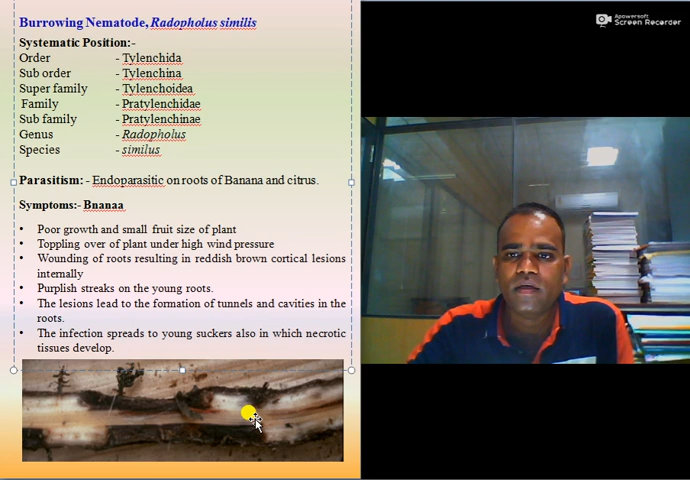 Burrowing Nematode, Radopholus similis
Systematic Position:-
Order - Tylenchida
Sub order - Tylenchina
Super family - Tylenchoidea
Family - Pratylenchidae
Sub family - Pratylenchinae
Genus - Radopholus
Species - similus
Parasitism: - Endoparasitic on roots of Banana and citrus.
Symptoms:- Bnanaa
• Poor growth and small fruit size of plant
• Toppling over of plant under high wind pressure
• Wounding of roots resulting in reddish brown cortical lesions
internally
• Purplish streaks on the young roots.
• The lesions lead to the formation of tunnels and cavities in the
roots.
• The infection spreads to young suckers also in which necrotic
tissues develop.
Apowersoft
Screen Recorder